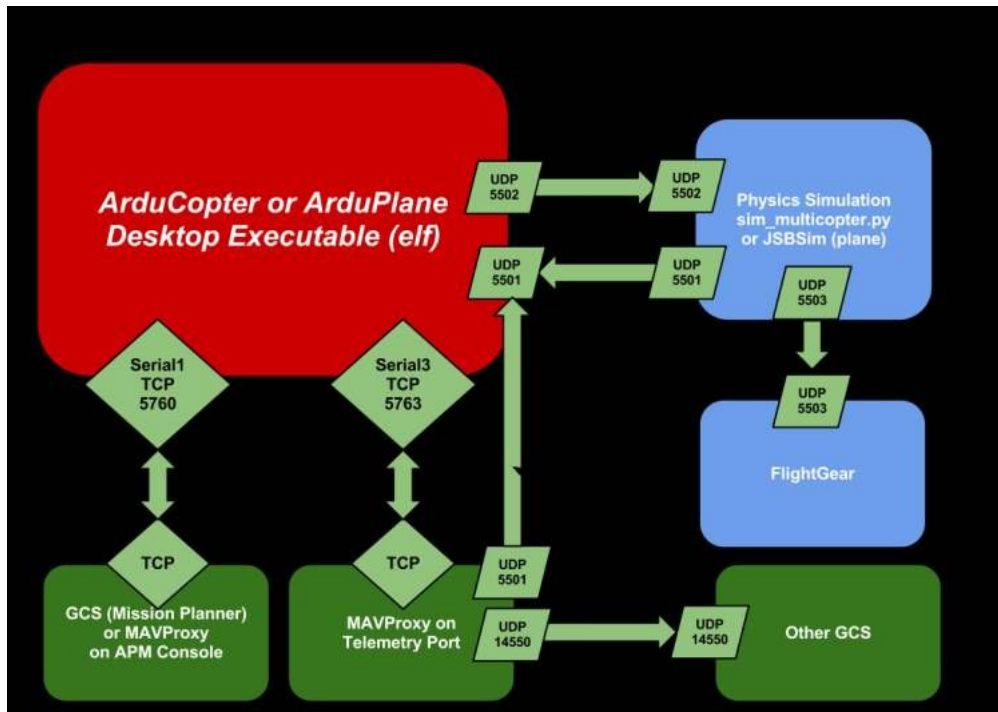 ArduCopter or ArduPlane
Desktop Executable (elf)
UDP
5502
UDP
5502
Physics Simulation
sim_multicopter.py
or JSBSim (plane)
UDP
5501
UDP
5501
UDP
5503
Serial1
TCP
5760
Serial3
TCP
5763
UDP
5503
FlightGear
TCP
TCP
UDP
5501
GCS (Mission Planner)
or MAVProxy
on APM Console
MAVProxy on
Telemetry Port
UDP
14550
UDP
14550
Other GCS